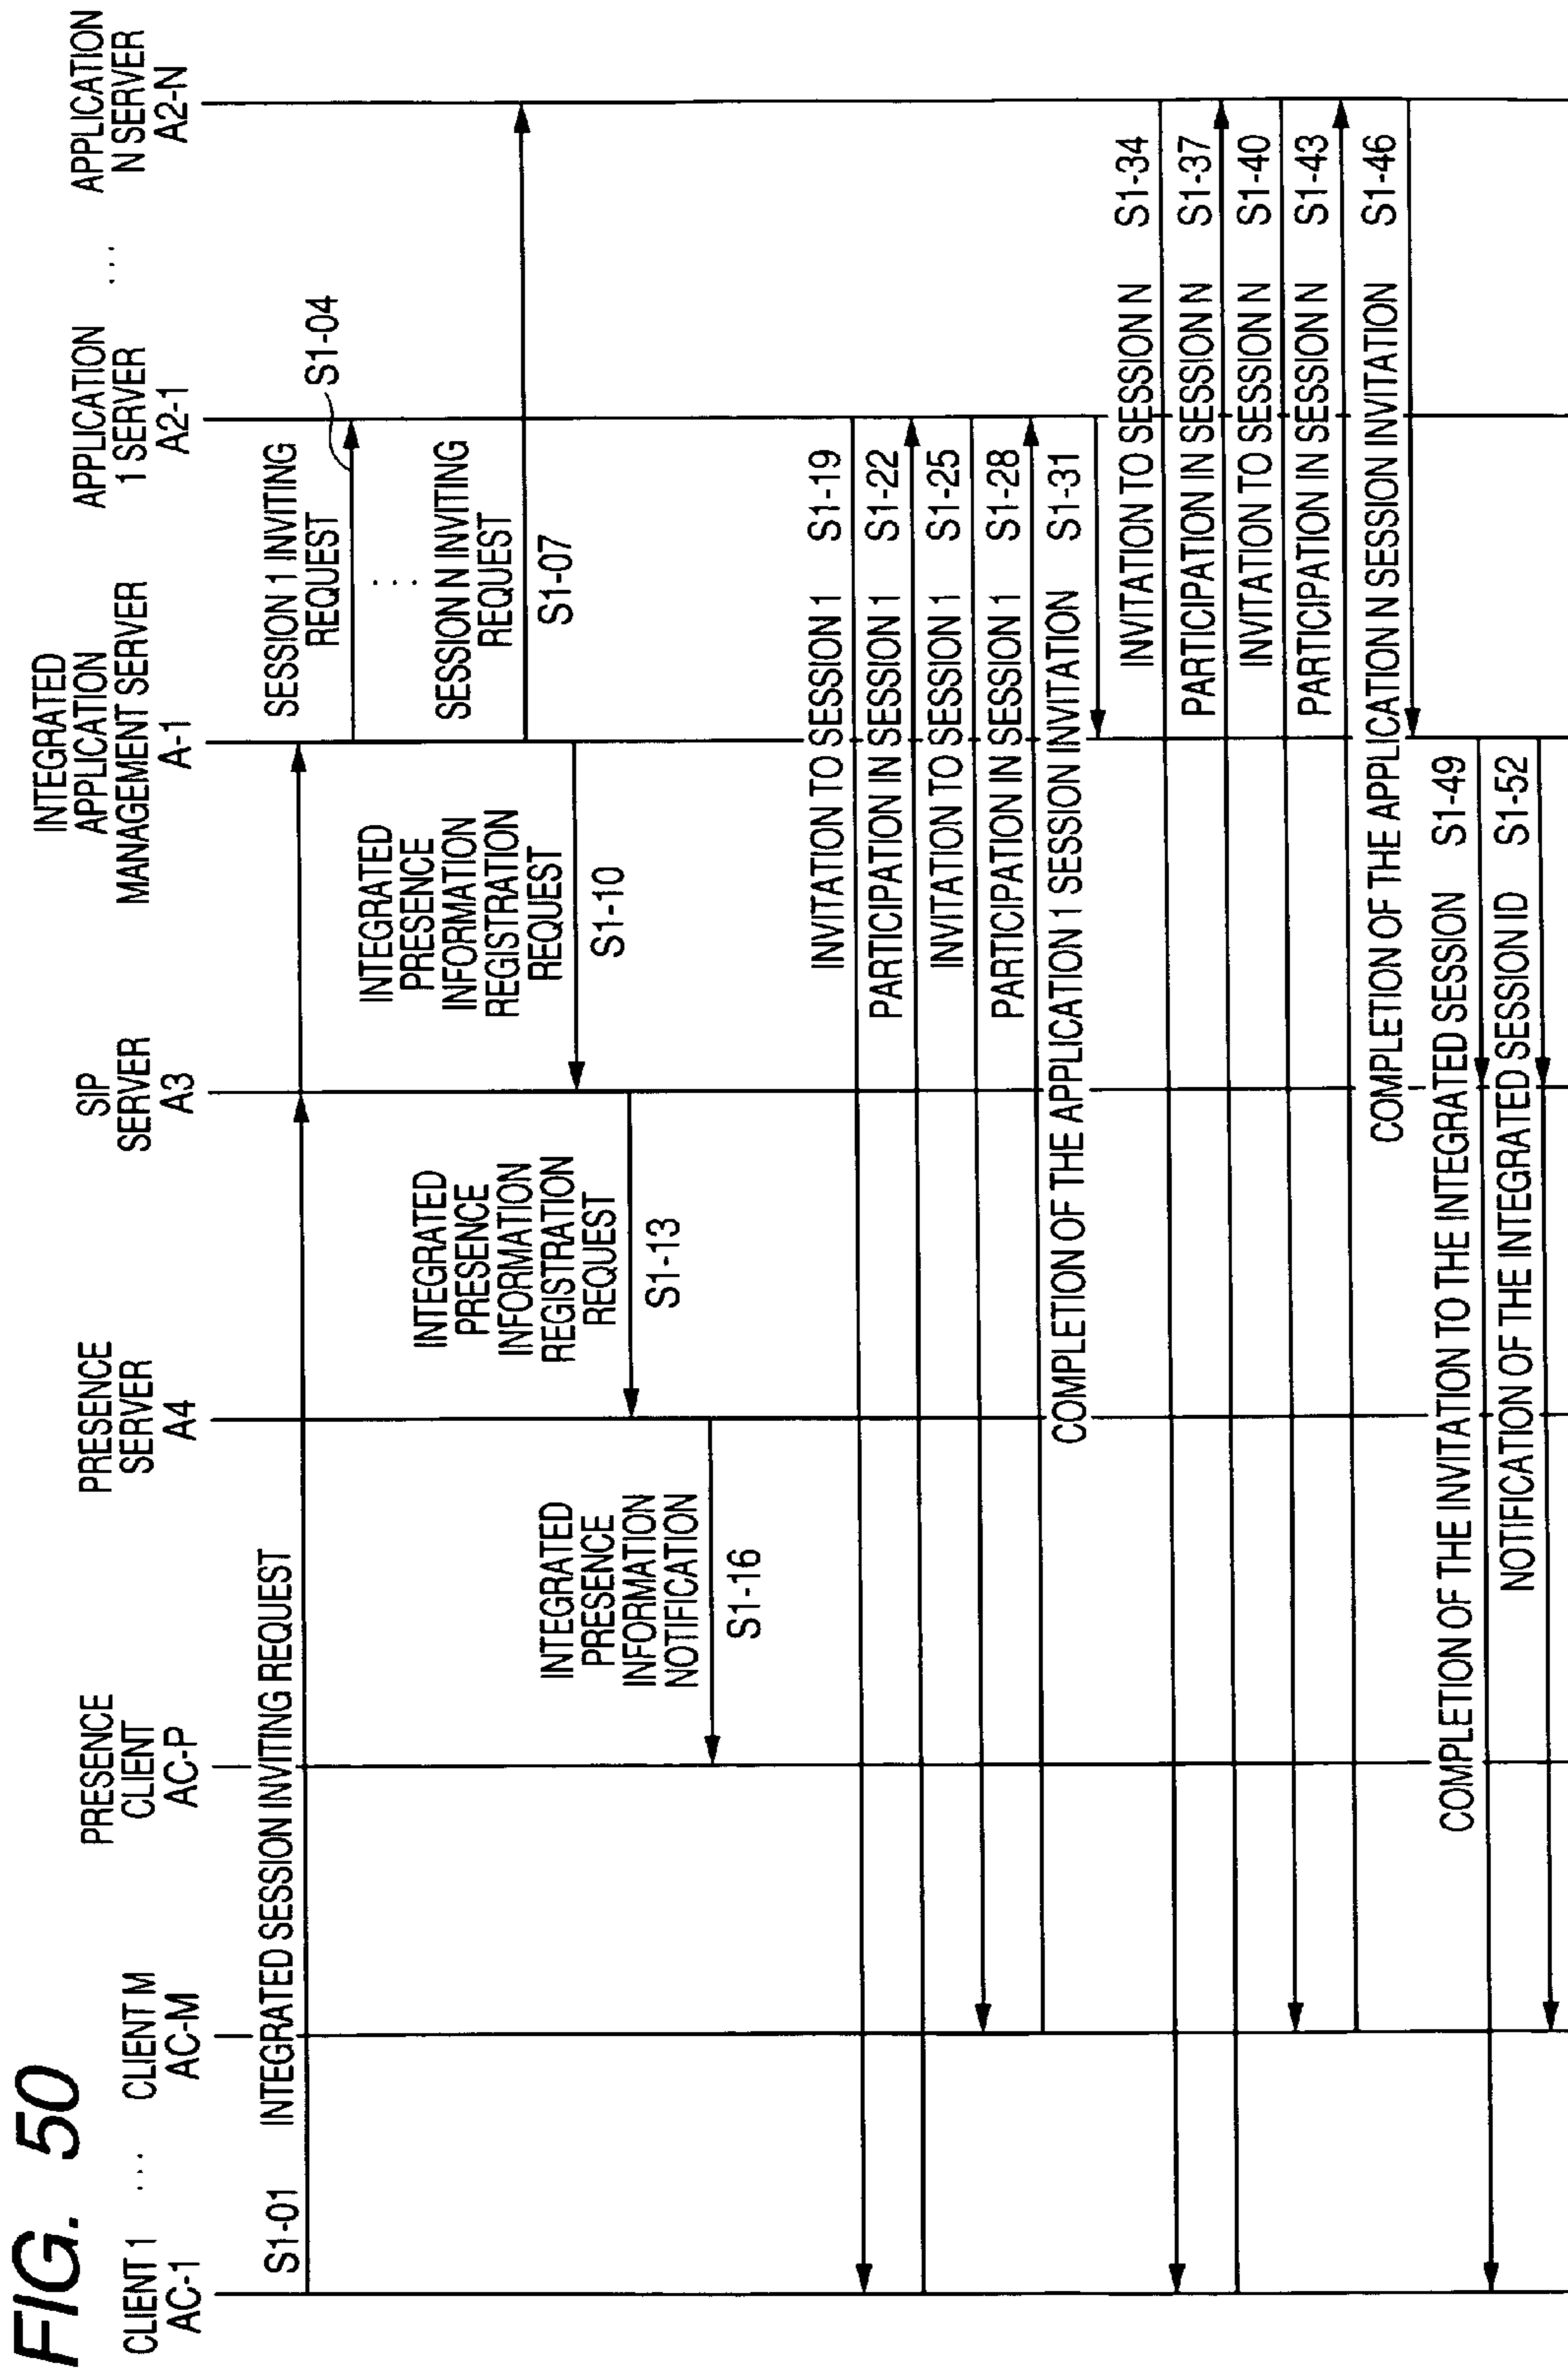 FIG. 50
CLIENT 1
AC-1
...
CLIENT M
AC-M
PRESENCE
CLIENT
AC-P
PRESENCE
SERVER
A4
SIP
SERVER
A3
INTEGRATED
APPLICATION
MANAGEMENT SERVER
A-1
APPLICATION
1 SERVER
A2-1
...
APPLICATION
N SERVER
A2-N
S1-01
INTEGRATED SESSION INVITING REQUEST
SESSION 1 INVITING
REQUEST
S1-04
...
SESSION N INVITING
REQUEST
S1-07
INTEGRATED
PRESENCE
INFORMATION
REGISTRATION
REQUEST
S1-10
INTEGRATED
PRESENCE
INFORMATION
REGISTRATION
REQUEST
S1-13
INTEGRATED
PRESENCE
INFORMATION
NOTIFICATION
S1-16
INVITATION TO SESSION 1 S1-19
PARTICIPATION IN SESSION 1 S1-22
INVITATION TO SESSION 1 S1-25
PARTICIPATION IN SESSION 1 S1-28
COMPLETION OF THE APPLICATION 1 SESSION INVITATION S1-31
INVITATION TO SESSION N S1-34
PARTICIPATION IN SESSION N S1-37
INVITATION TO SESSION N S1-40
PARTICIPATION IN SESSION N S1-43
COMPLETION OF THE APPLICATION N SESSION INVITATION S1-46
COMPLETION OF THE INVITATION TO THE INTEGRATED SESSION S1-49
NOTIFICATION OF THE INTEGRATED SESSION ID S1-52